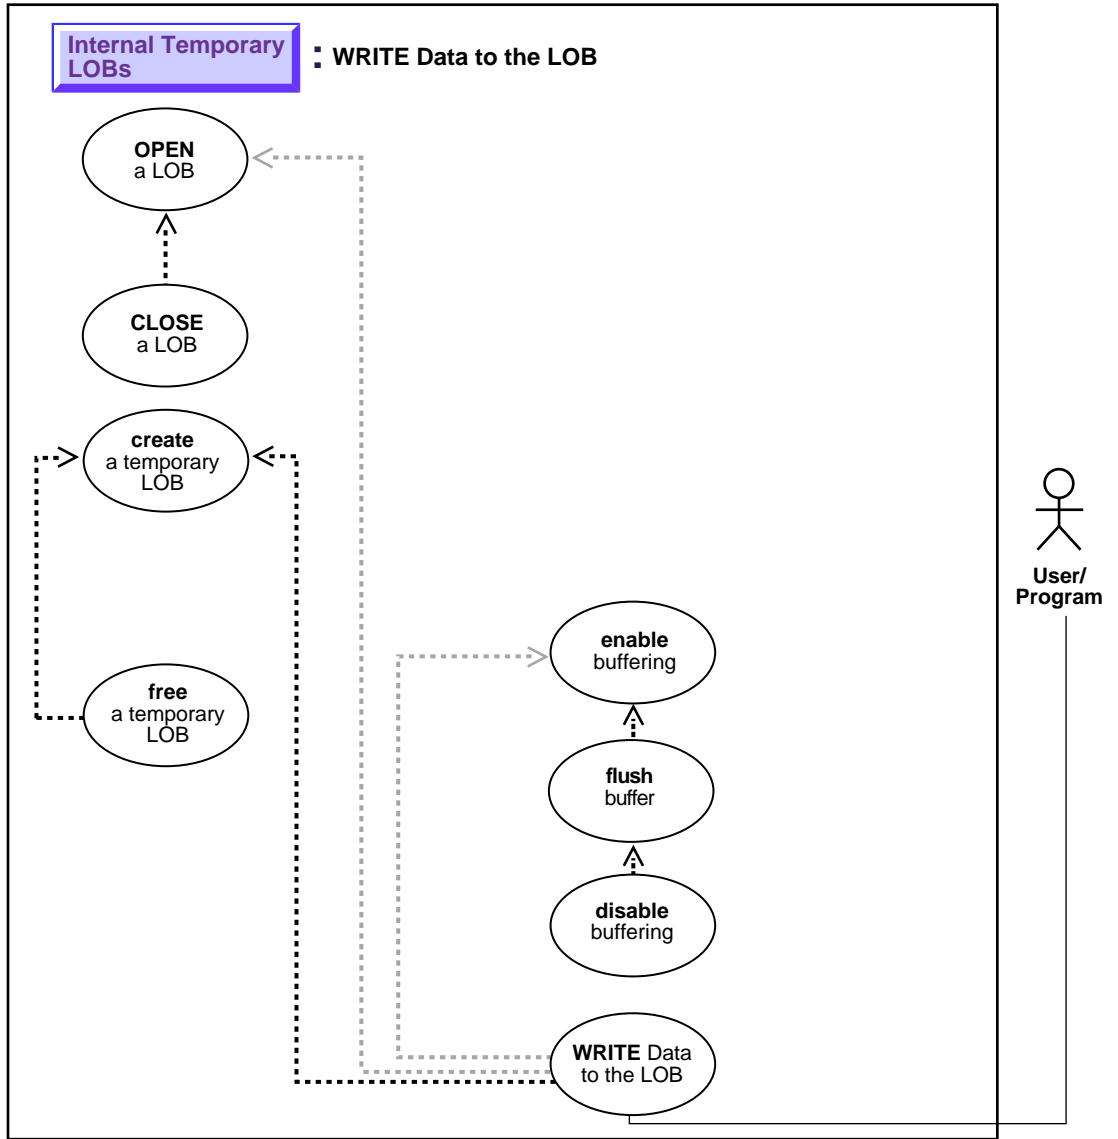 Internal Temporary
LOBs
: WRITE Data to the LOB
OPEN
a LOB
CLOSE
a LOB
create
a temporary
LOB
User/
Program
enable
buffering
free
a temporary
LOB
flush
buffer
disable
buffering
WRITE Data
to the LOB